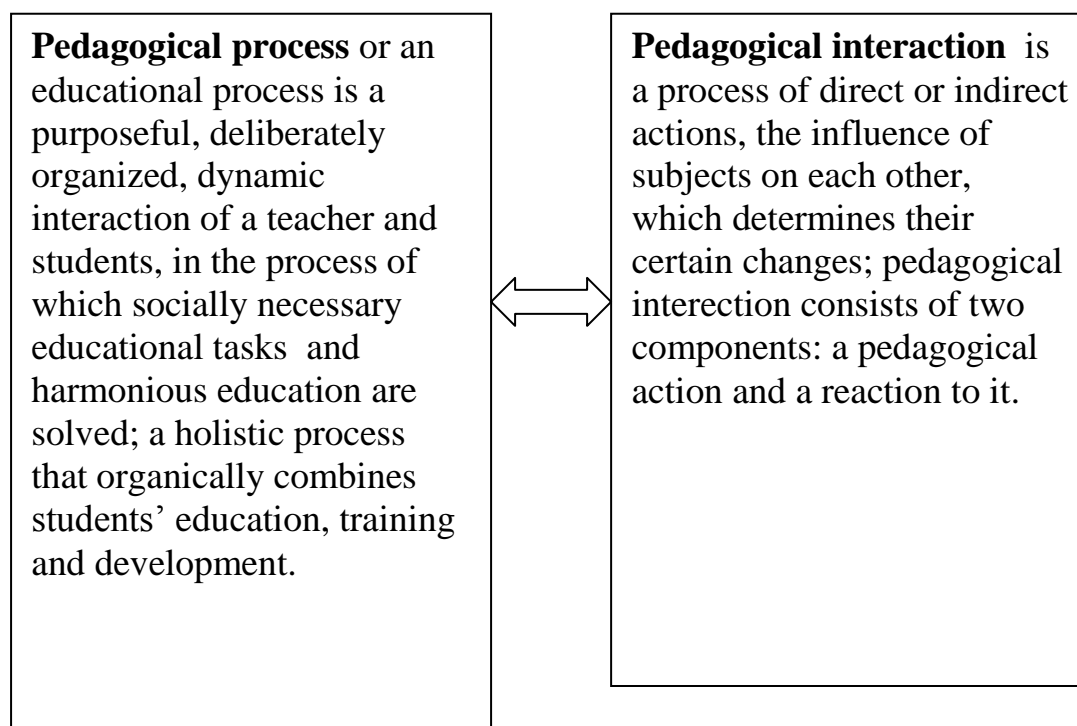 Pedagogical process or an
educational process is a
purposeful, deliberately
organized, dynamic
interaction of a teacher and
students, in the process of
which socially necessary
educational tasks and
harmonious education are
solved; a holistic process
that organically combines
students’ education, training
and development.
Pedagogical interaction is
a process of direct or indirect
actions, the influence of
subjects on each other,
which determines their
certain changes; pedagogical
interection consists of two
components: a pedagogical
action and a reaction to it.